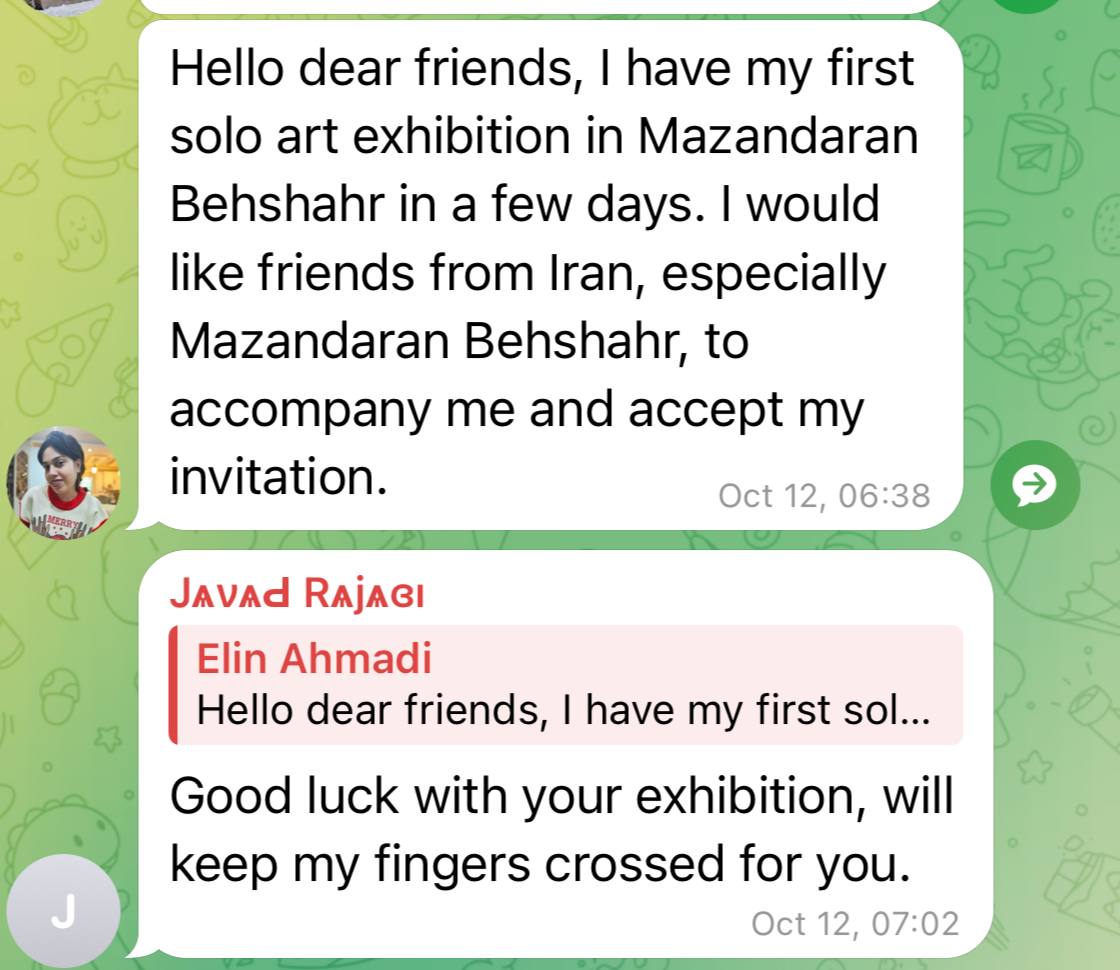 Hello dear friends, I have my first
solo art exhibition in Mazandaran
Behshahr in a few days. I would
like friends from Iran, especially
Mazandaran Behshahr, to
accompany me and accept my
invitation.
Oct 12, 06:38
MERRY
Jᴀᴠᴀd Rᴀjᴀɢı
Elin Ahmadi
Hello dear friends, I have my first sol...
Good luck with your exhibition, will
keep my fingers crossed for you.
J
Oct 12, 07:02